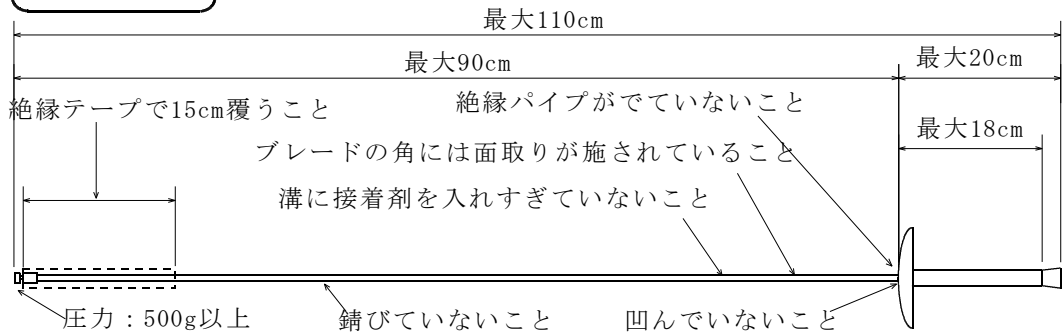 最大110cm
最大90cm
最大20cm
絶縁テープで15cm覆うこと
絶縁パイプがでていないこと
最大18cm
ブレードの角には面取りが施されていること
溝に接着剤を入れすぎていないこと
圧力：500g以上
錆びていないこと
凹んでいないこと